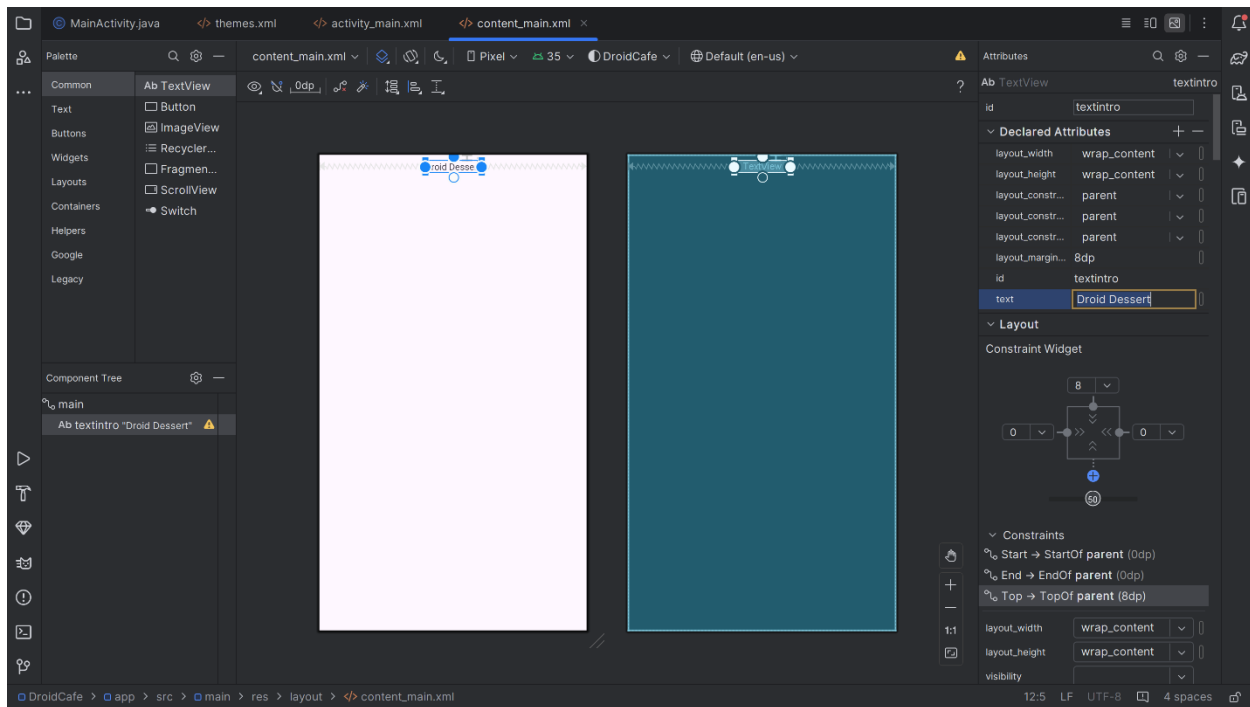 MainActivity.java
themes.xml
activity_main.xml
content_main.xml
Palette
content_main.xml
Pixel
35
DroidCafe
Default (en-us)
Attributes
Common
Text
Buttons
Widgets
Layouts
Containers
Helpers
Google
Legacy
Ab TextView
Button
ImageView
Recycler...
Fragmen...
ScrollView
Switch
0dp
?
roid Desse
TextView
Component Tree
main
Ab textintro "Droid Dessert"
1:1
Ab TextView textintro
id textintro
Declared Attributes
layout_width wrap_content
layout_height wrap_content
layout_constr... parent
layout_constr... parent
layout_constr... parent
layout_margin... 8dp
id textintro
text Droid Dessert
Layout
Constraint Widget
8
0 0
50
Constraints
Start → StartOf parent (0dp)
End → EndOf parent (0dp)
Top → TopOf parent (8dp)
layout_width wrap_content
layout_height wrap_content
visibility
DroidCafe > app > src > main > res > layout > content_main.xml
12:5 LF UTF-8 4 spaces